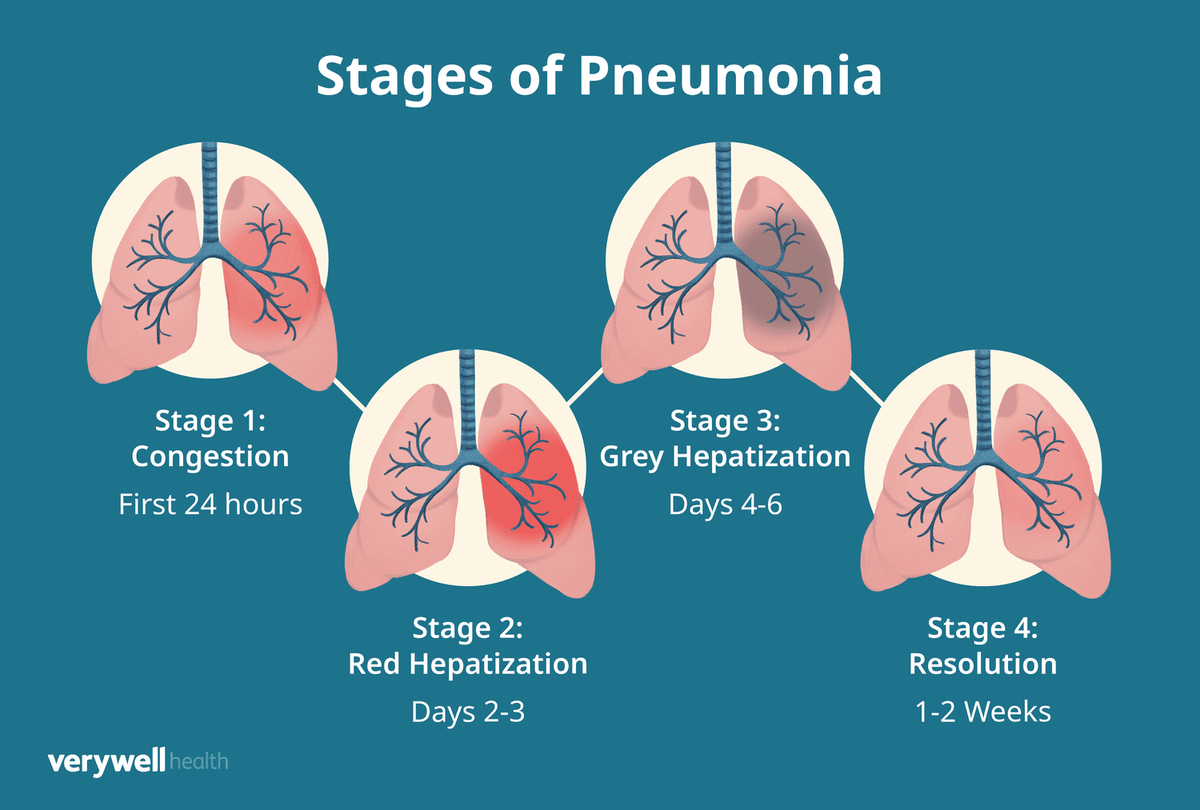 Stages of Pneumonia
Stage 1:
Congestion
First 24 hours
Stage 2:
Red Hepatization
Days 2-3
Stage 3:
Grey Hepatization
Days 4-6
Stage 4:
Resolution
1-2 Weeks
verywell health